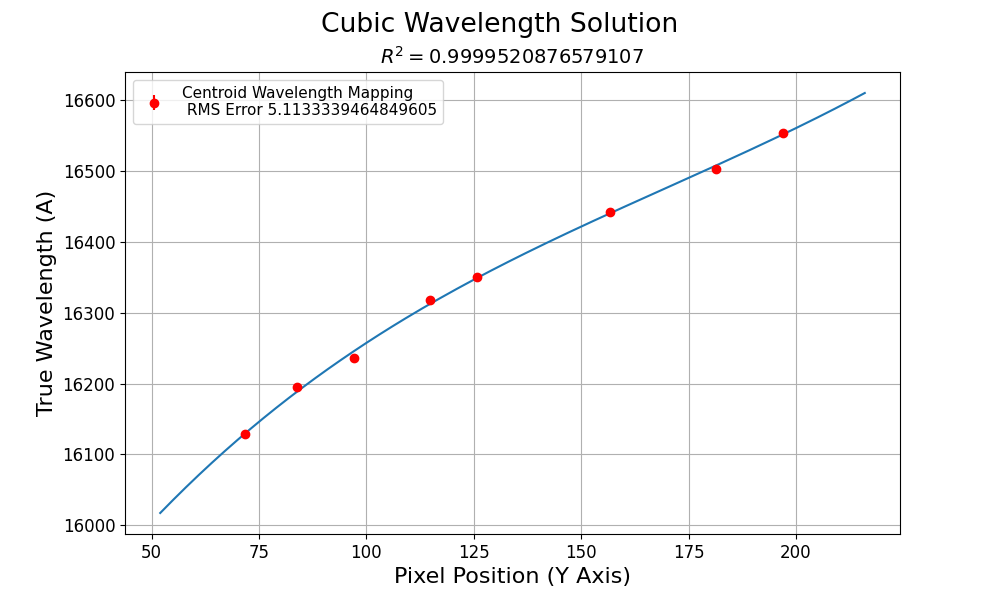 Cubic Wavelength Solution
R² = 0.9999520876579107
Centroid Wavelength Mapping
RMS Error 5.1133339464849605
16600
16500
16400
16300
16200
16100
16000
True Wavelength (A)
50 75 100 125 150 175 200
Pixel Position (Y Axis)